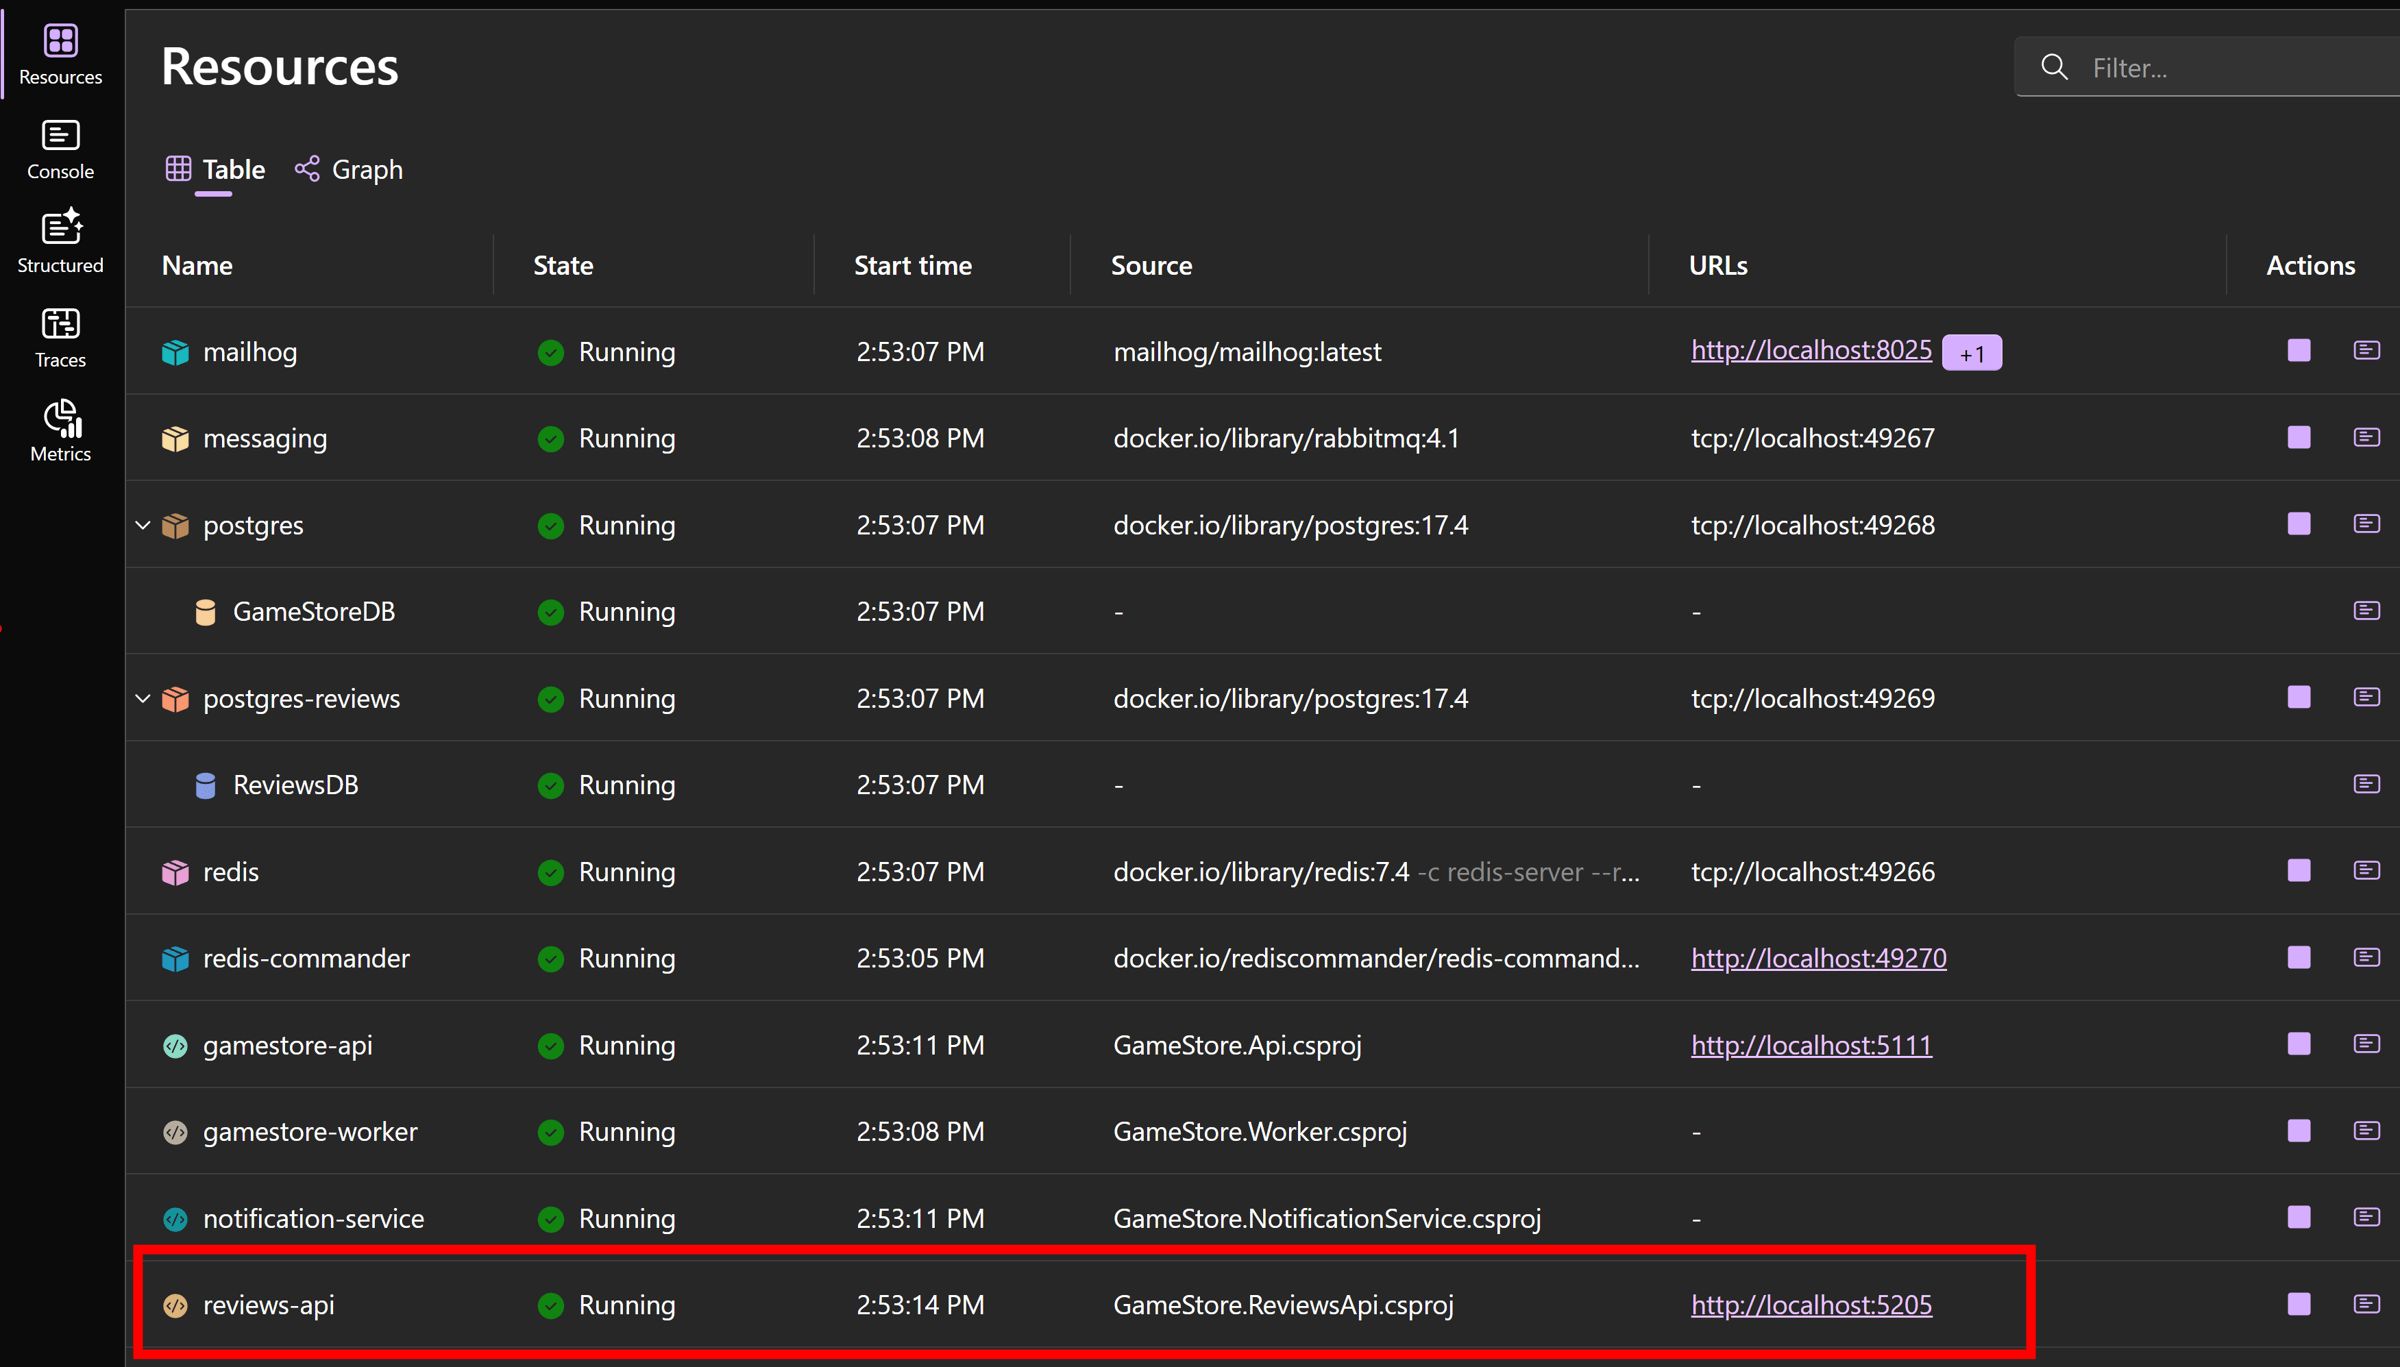 Resources
Console
Structured
Traces
Metrics
Resources
Filter...
Table Graph
Name State Start time Source URLs Actions
mailhog Running 2:53:07 PM mailhog/mailhog:latest http://localhost:8025 +1
messaging Running 2:53:08 PM docker.io/library/rabbitmq:4.1 tcp://localhost:49267
postgres Running 2:53:07 PM docker.io/library/postgres:17.4 tcp://localhost:49268
GameStoreDB Running 2:53:07 PM - -
postgres-reviews Running 2:53:07 PM docker.io/library/postgres:17.4 tcp://localhost:49269
ReviewsDB Running 2:53:07 PM - -
redis Running 2:53:07 PM docker.io/library/redis:7.4 -c redis-server --r... tcp://localhost:49266
redis-commander Running 2:53:05 PM docker.io/rediscommander/redis-command... http://localhost:49270
gamestore-api Running 2:53:11 PM GameStore.Api.csproj http://localhost:5111
gamestore-worker Running 2:53:08 PM GameStore.Worker.csproj -
notification-service Running 2:53:11 PM GameStore.NotificationService.csproj -
reviews-api Running 2:53:14 PM GameStore.ReviewsApi.csproj http://localhost:5205